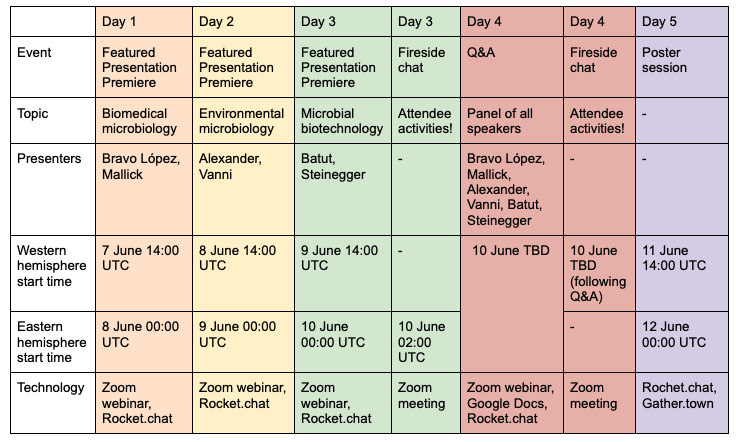 Day 1 Day 2 Day 3 Day 3 Day 4 Day 4 Day 5
Event Featured Featured Featured Fireside Q&A Fireside Poster
Presentation Presentation Presentation chat chat session
Premiere Premiere Premiere
Topic Biomedical Environmental Microbial Attendee Panel of all Attendee -
microbiology microbiology biotechnology activities! speakers activities!
Presenters Bravo López, Alexander, Batut, - Bravo López, - -
Mallick Vanni Steinegger Mallick,
Alexander,
Vanni, Batut,
Steinegger
Western 7 June 14:00 8 June 14:00 9 June 14:00 - 10 June TBD 10 June 11 June
hemisphere UTC UTC UTC TBD 14:00 UTC
start time (following
Q&A)
Eastern 8 June 00:00 9 June 00:00 10 June 10 June - 12 June
hemisphere UTC UTC 00:00 UTC 02:00 00:00 UTC
start time UTC
Technology Zoom Zoom webinar, Zoom Zoom Zoom webinar, Zoom Rochet.chat,
webinar, Rocket.chat webinar, meeting Google Docs, meeting Gather.town
Rocket.chat Rocket.chat Rocket.chat